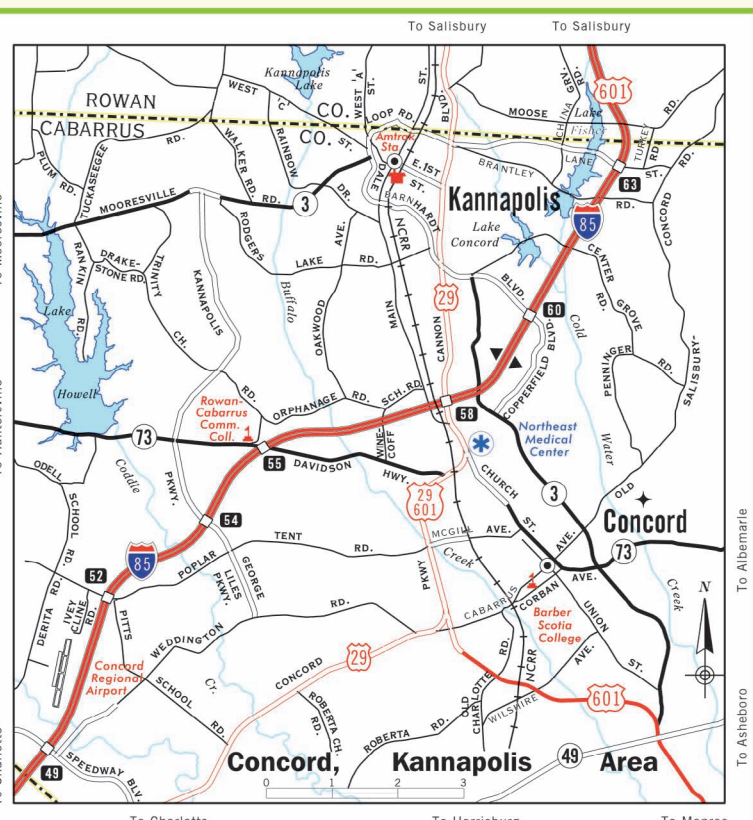 To Salisbury
To Salisbury
Kannapolis
Lake
WEST 'C' ST.
WEST 'A' ST.
ST.
BLVD.
CHINA GRV. RD.
601
ROWAN CO.
CABARRUS CO.
LOOP RD.
MOOSE RD.
Lake
Fisher
TURKEY RD.
Amtrak
Sta
PLUM RD.
TUCKASEEGEE RD.
WALKER RD.
RAINBOW DR.
DALE
E.1ST ST.
BRANTLEY
LANE ST.
63
RD.
MOORESVILLE RD.
3
BARNHARDT
Kannapolis
85
CONCORD
RODGERS
LAKE RD.
AVE.
NCRR
Lake
Concord
RANKIN RD.
DRAKE-
STONE RD.
TRINITY
CH.
KANNAPOLIS
Buffalo
OAKWOOD
MAIN
29
CANNON
BLVD.
60
CENTER GROVE RD.
Cold
Lake
Howell
COPPERFIELD BLVD.
PENNINGER RD.
SALISBURY-
Rowan-
Cabarrus
Comm.
Coll.
RD.
ORPHANAGE RD.
SCH.RD.
58
WINE-
COFF
73
55
DAVIDSON HWY.
Northeast
Medical
Center
Water
ODELL
SCHOOL RD.
Coddle
PKWY.
54
29
601
CHURCH ST.
3
OLD
Concord
MCGILL AVE.
AVE.
73
85
52
POPLAR TENT RD.
GEORGE
LILES
PKWY.
PKWY
Creek
AVE.
Creek
To Albemarle
DERITA RD.
IVEY
CLINE
RD.
PITTS
CABARRUS
CORBAN
UNION ST.
N
Barber
Scotia
College
WEDDINGTON RD.
Concord
Regional
Airport
SCHOOL RD.
Cr.
CONCORD
29
ROBERTA CH. RD.
OLD
CHARLOTTE RD.
NCRR
AVE.
WILSHIRE
601
ROBERTA RD.
49
To Asheboro
49
SPEEDWAY BLV.
Concord, Kannapolis Area
0 1 2 3